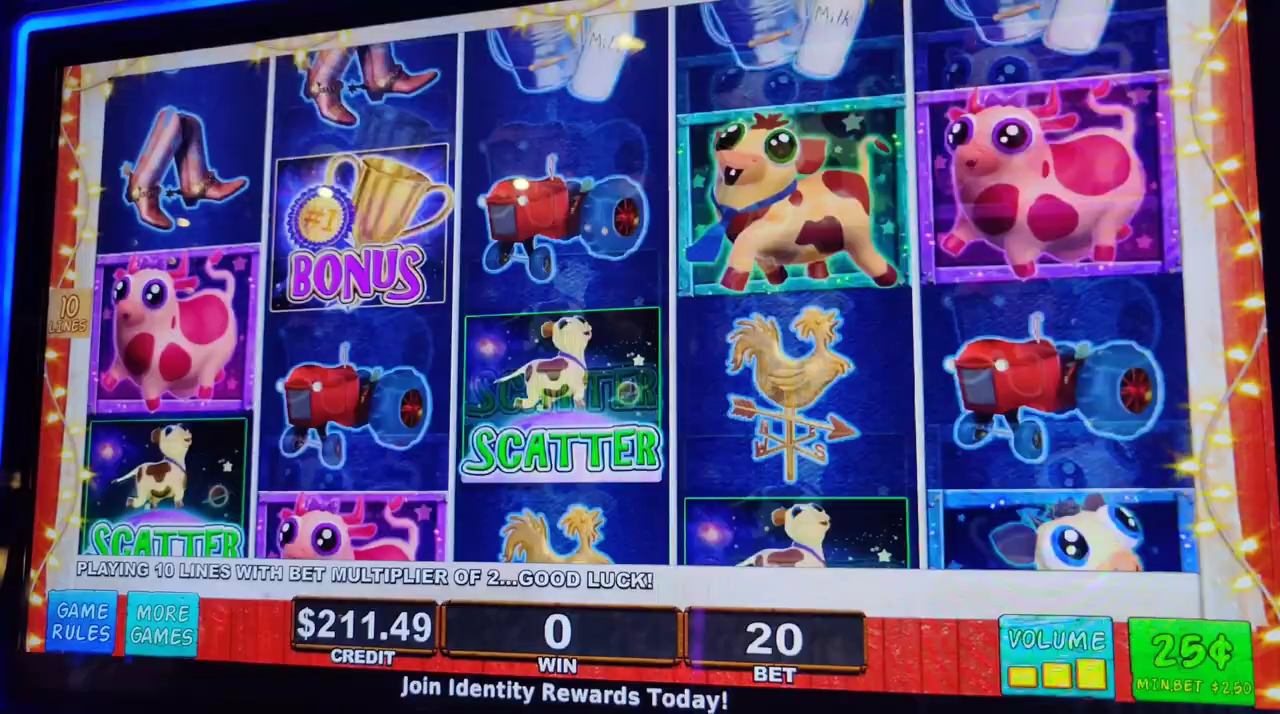 Milk
#1
BONUS
10
LINES
SCATTER
SCATTER
SCATTER
PLAYING 10 LINES WITH BET MULTIPLIER OF 2...GOOD LUCK!
GAME
RULES
MORE
GAMES
$211.49
CREDIT
0
WIN
20
BET
VOLUME
25¢
MIN.BET $2.50
Join Identity Rewards Today!